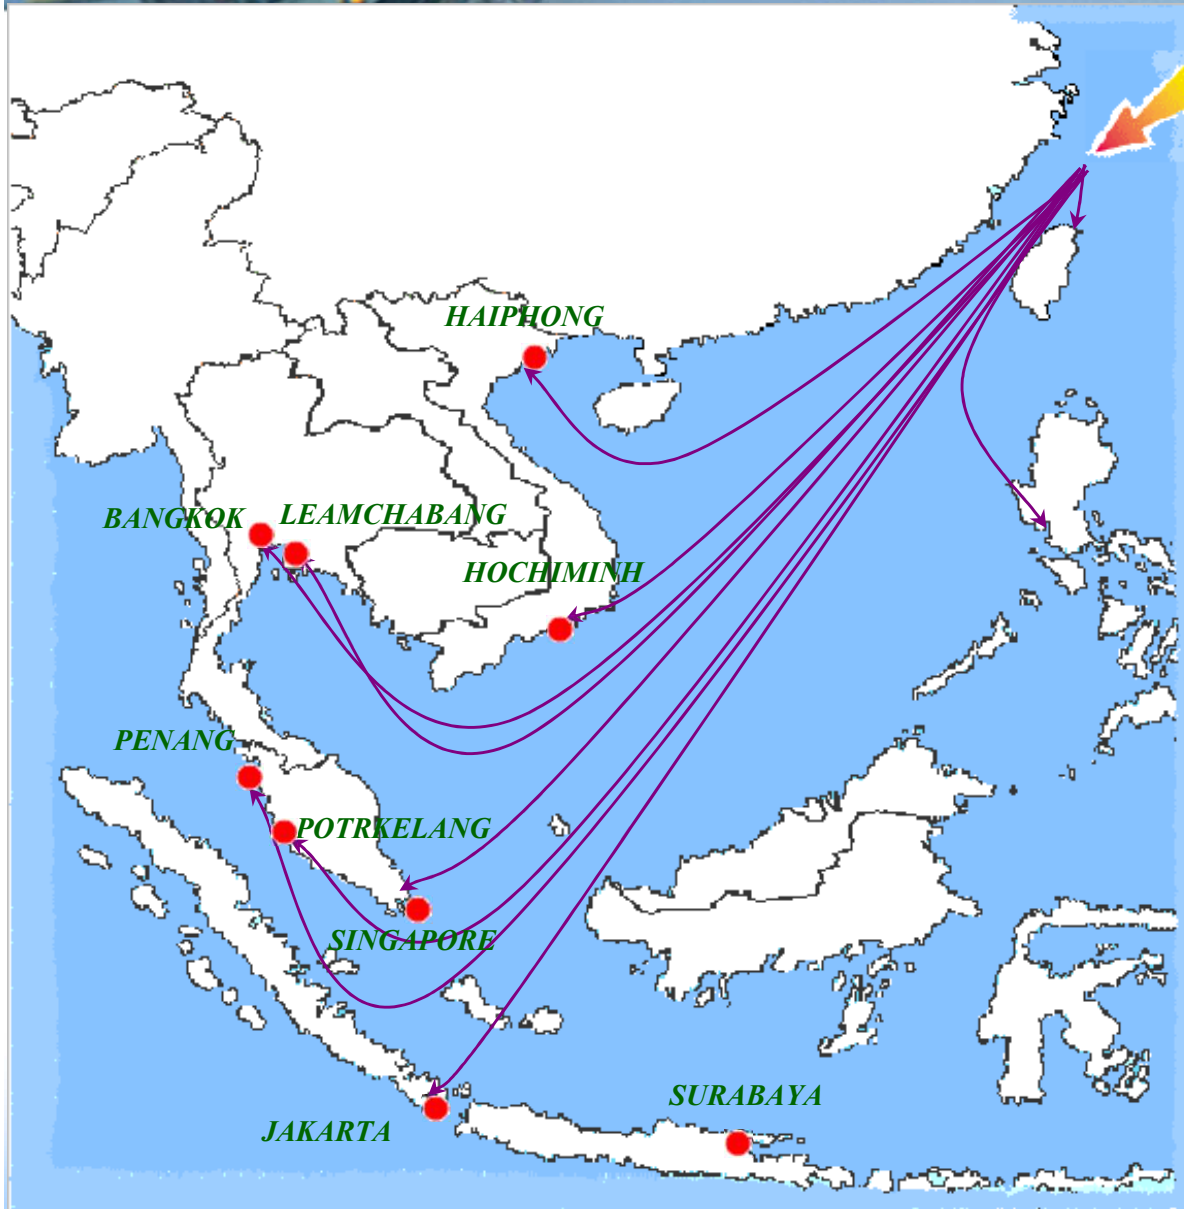 HAIPHONG
LEAMCHABANG
BANGKOK
HOCHIMINH
PENANG
POTRKELANG
SINGAPORE
SURABAYA
JAKARTA